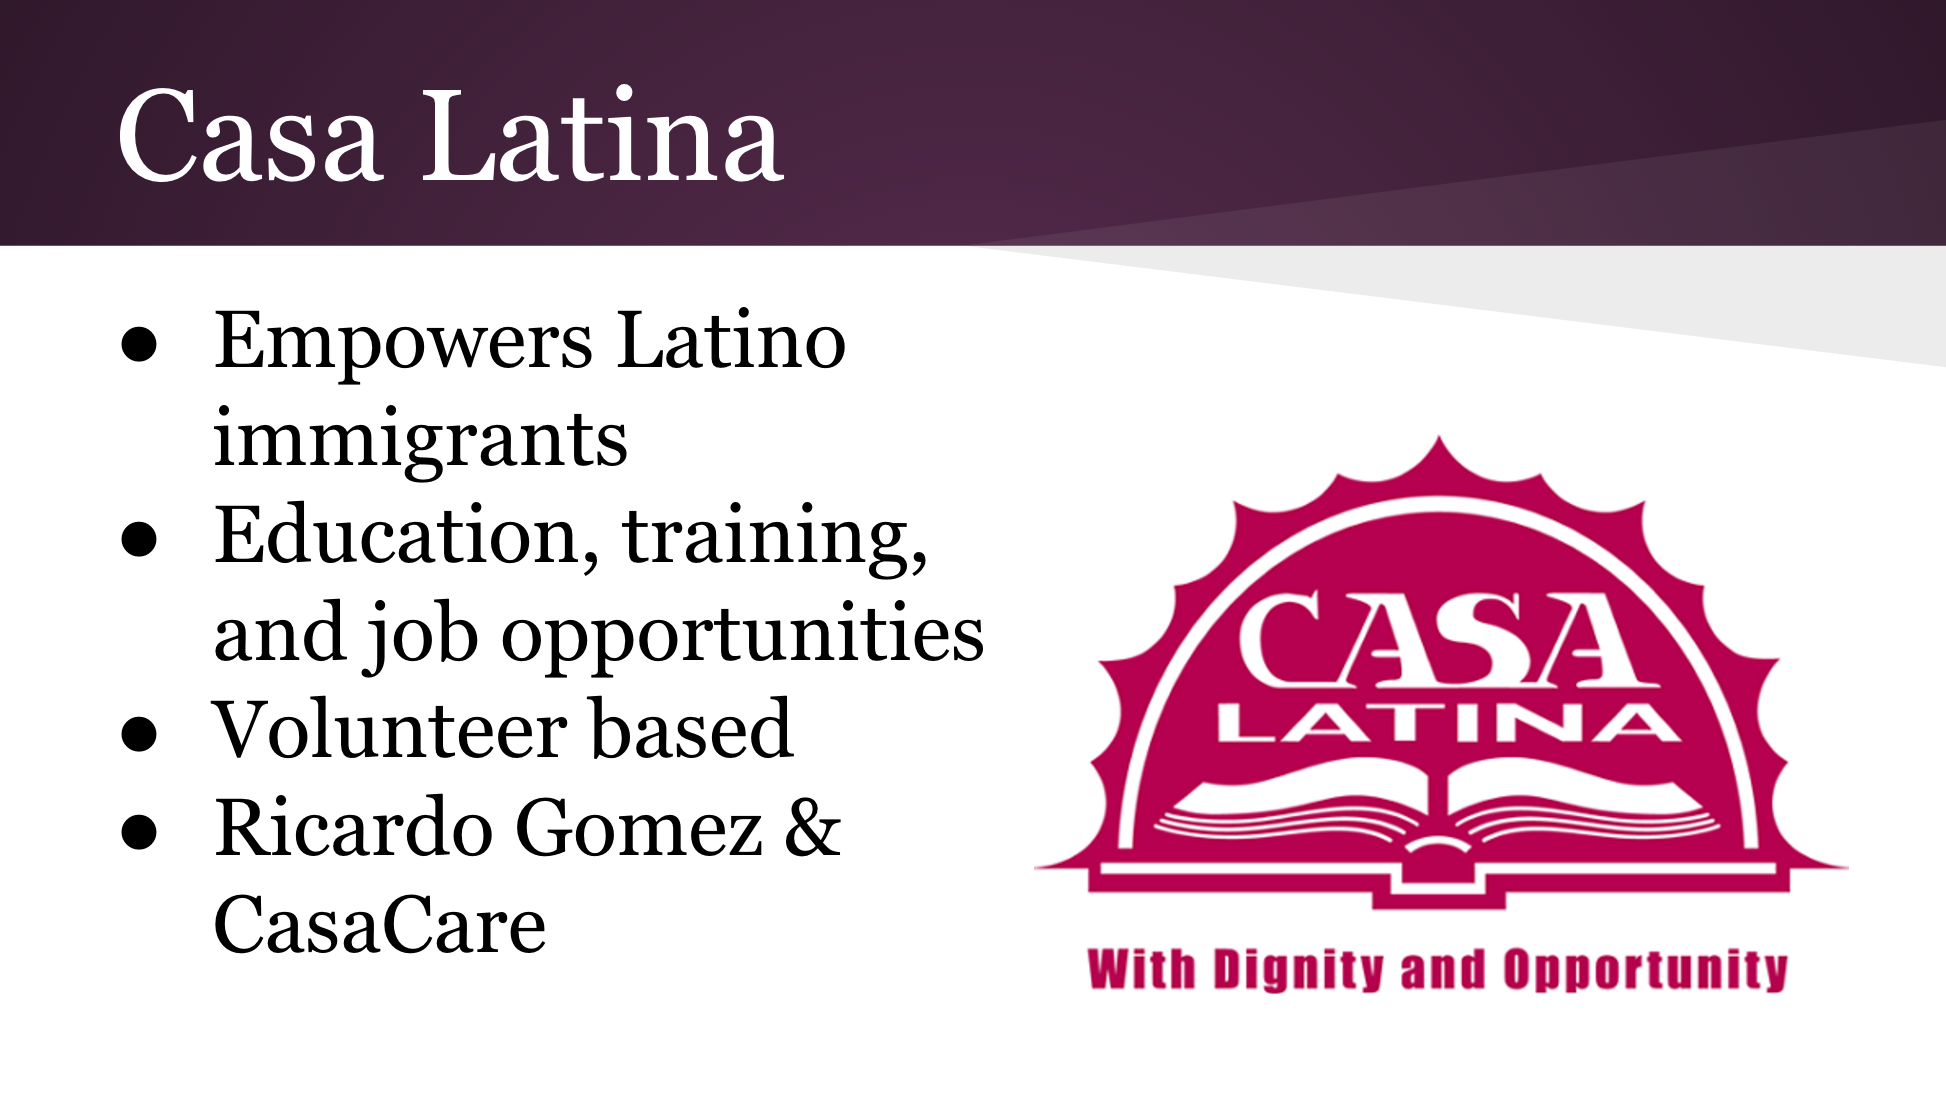 Casa Latina
● Empowers Latino
immigrants
● Education, training,
and job opportunities
● Volunteer based
● Ricardo Gomez &
CasaCare
CASA
LATINA
With Dignity and Opportunity